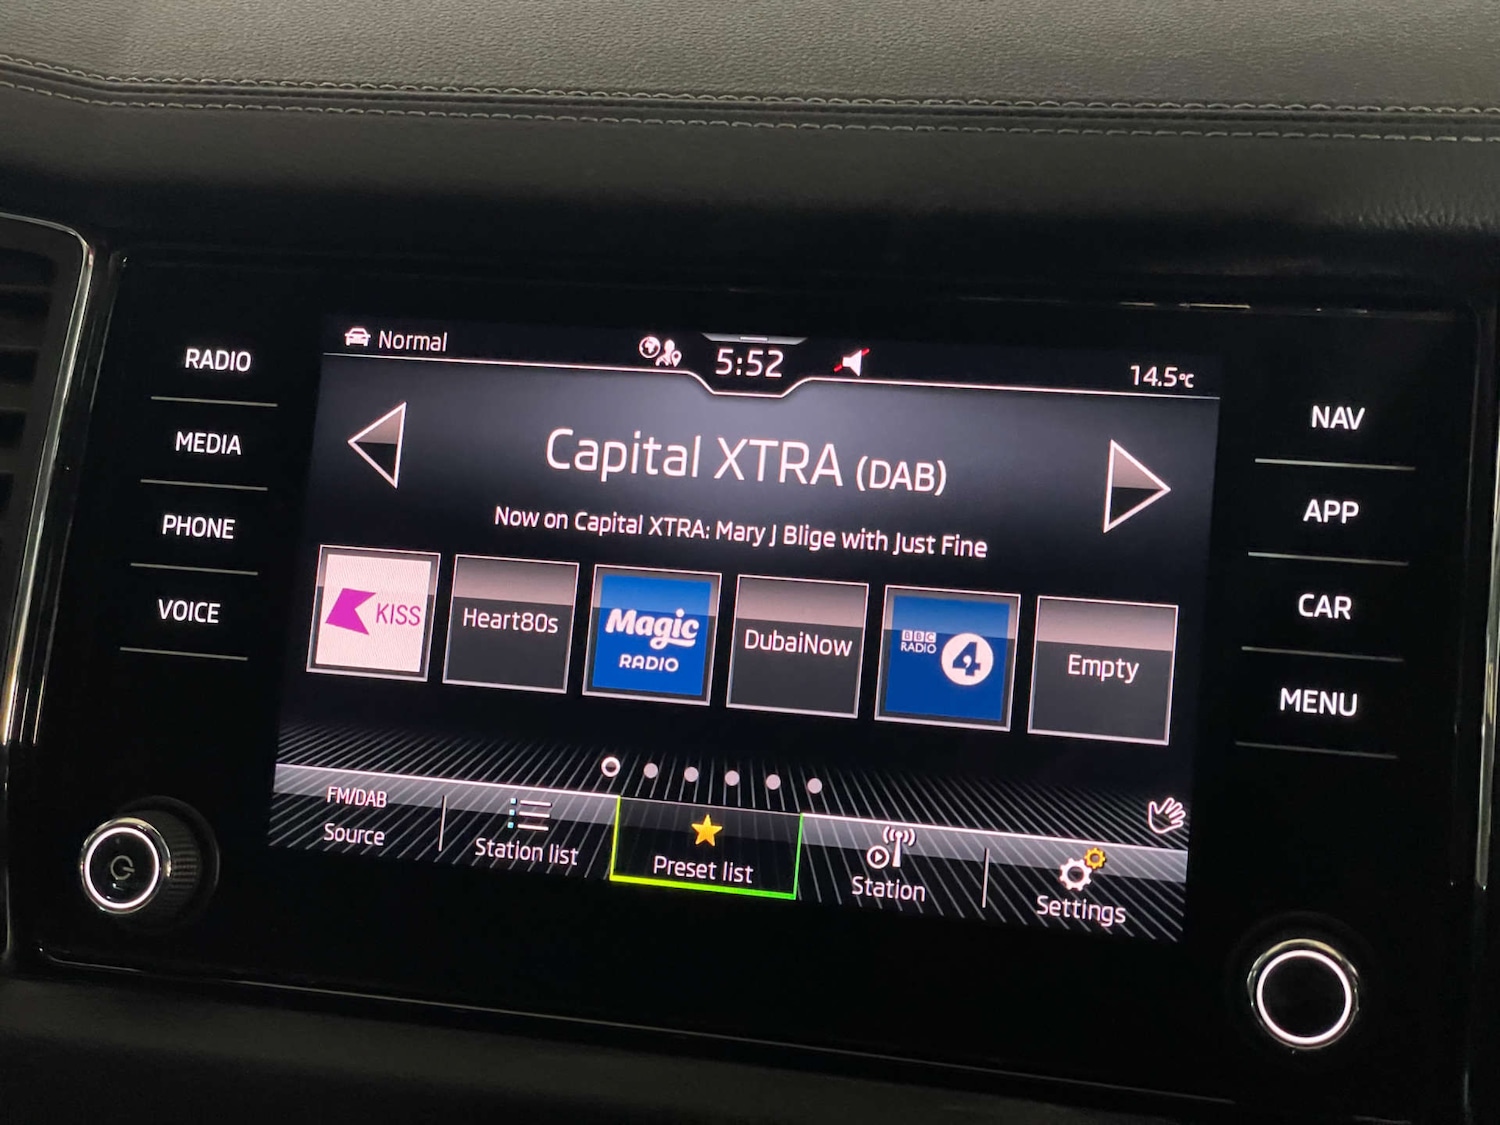 RADIO
MEDIA
PHONE
VOICE
Normal
5:52
14.5°C
Capital XTRA (DAB)
Now on Capital XTRA: Mary J Blige with Just Fine
KISS
Heart80s
Magic
RADIO
DubaiNow
BBC
RADIO
4
Empty
FM/DAB
Source
Station list
Preset list
Station
Settings
NAV
APP
CAR
MENU